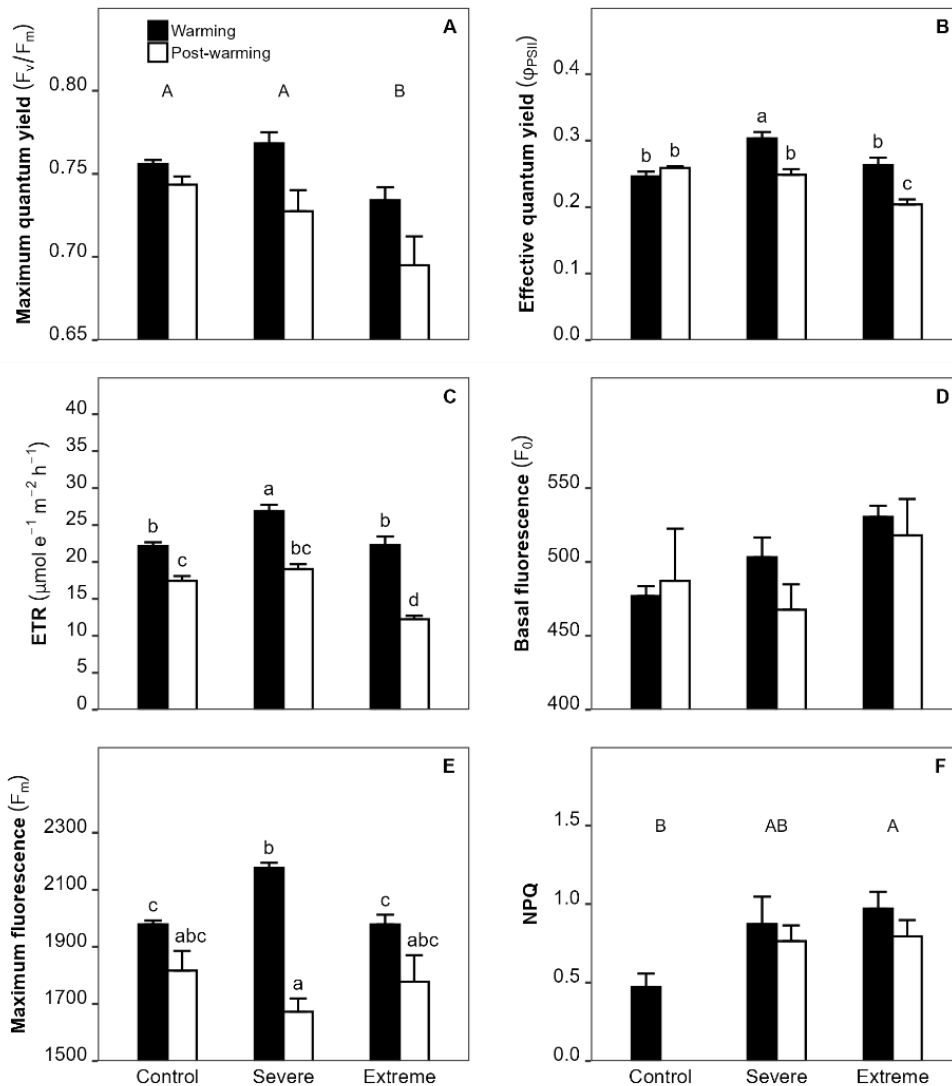 A
Warming
Post-warming
Maximum quantum yield (Fv/Fm)
0.80
0.75
0.70
0.65
A
A
B
B
Effective quantum yield (φPSII)
0.4
0.3
0.2
0.1
0.0
b
b
a
b
b
c
C
ETR (μmol e−1 m−2 h−1)
40
35
30
25
20
15
10
5
0
b
c
a
bc
b
d
D
Basal fluorescence (F0)
550
500
450
400
E
Maximum fluorescence (Fm)
2300
2100
1900
1700
1500
c
abc
b
a
c
abc
Control
Severe
Extreme
F
NPQ
1.5
1.0
0.5
0.0
B
AB
A
Control
Severe
Extreme